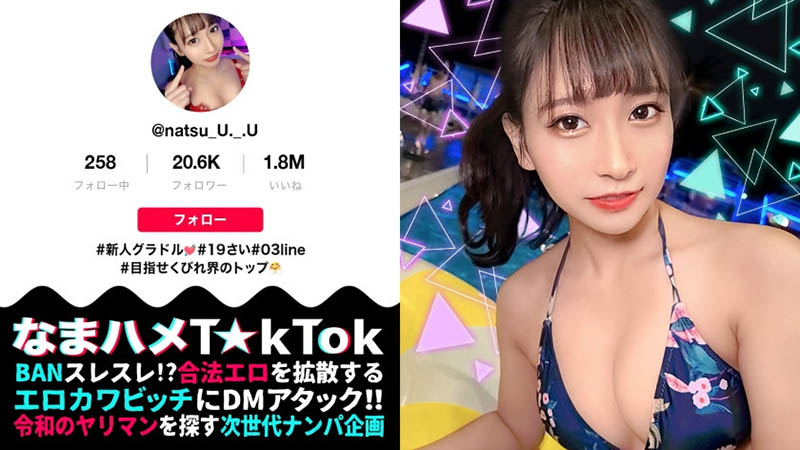 @natsu_U._.U
258
20.6K
1.8M
フォロー中
フォロワー
いいね
フォロー
#新人グラドル💓#19さい#03line
#目指せくびれ界のトップ😤
なまハメT★kTok
BANスレスレ!?合法エロを拡散する
エロカワビッチにDMアタック!!
令和のヤリマンを探す次世代ナンパ企画